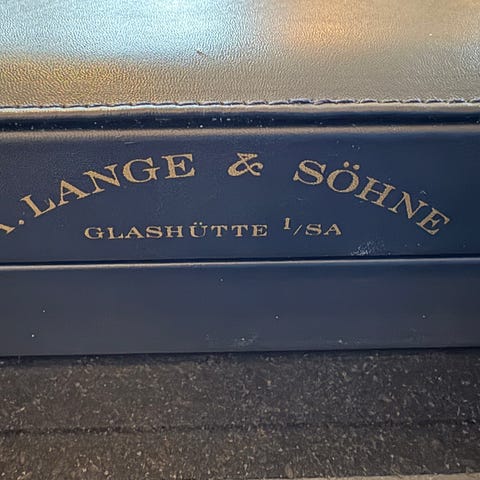 A. LANGE & SÖHNE
GLASHÜTTE I/SA